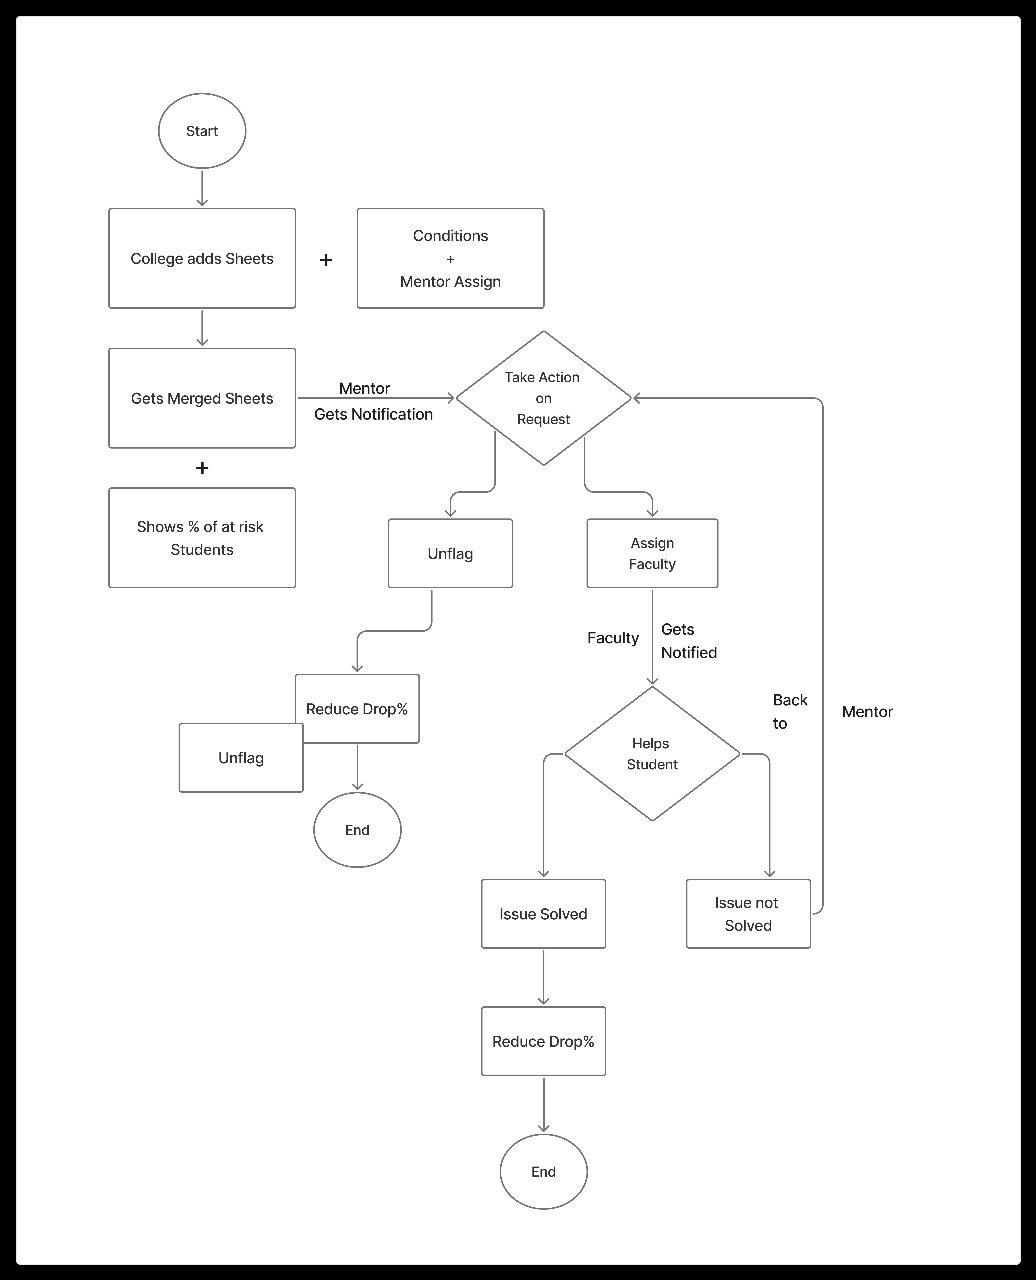 Start
College adds Sheets
+
Conditions
+
Mentor Assign
Gets Merged Sheets
Mentor
Gets Notification
Take Action
on
Request
+
Shows % of at risk
Students
Unflag
Assign
Faculty
Faculty
Gets
Notified
Reduce Drop%
Unflag
End
Helps
Student
Back
to
Mentor
Issue Solved
Issue not
Solved
Reduce Drop%
End